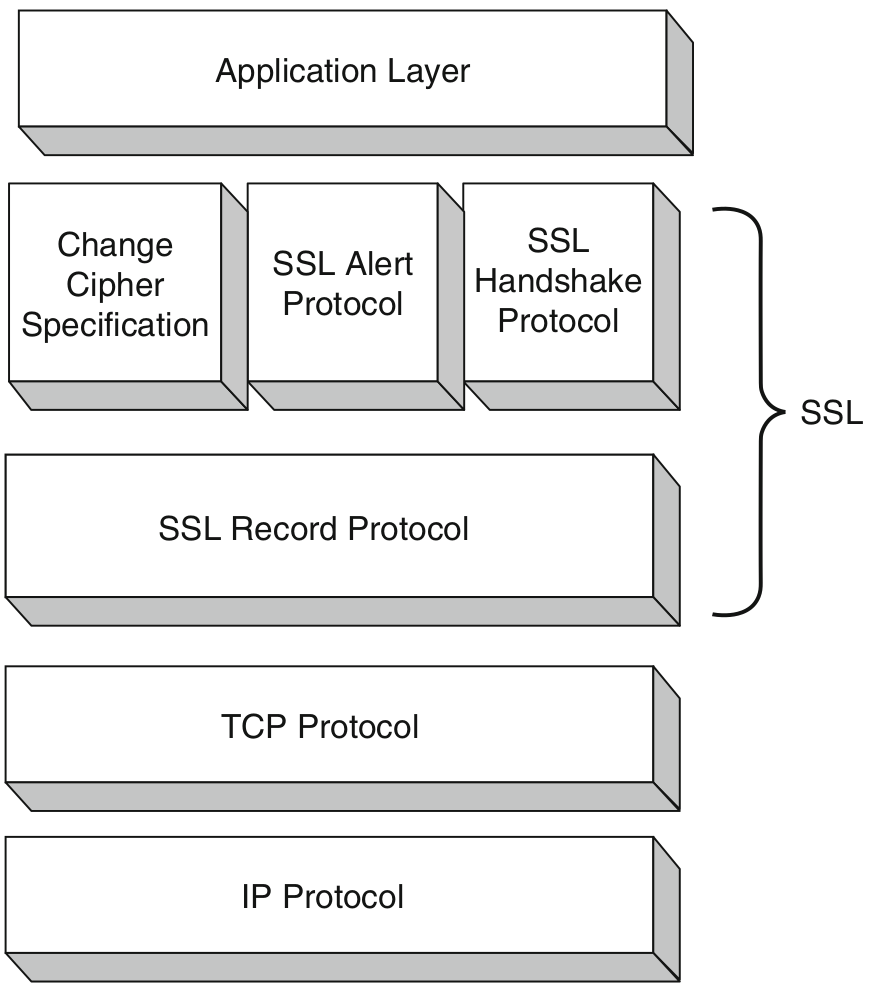 Application Layer
Change
Cipher
Specification
SSL Alert
Protocol
SSL
Handshake
Protocol
SSL
SSL Record Protocol
TCP Protocol
IP Protocol